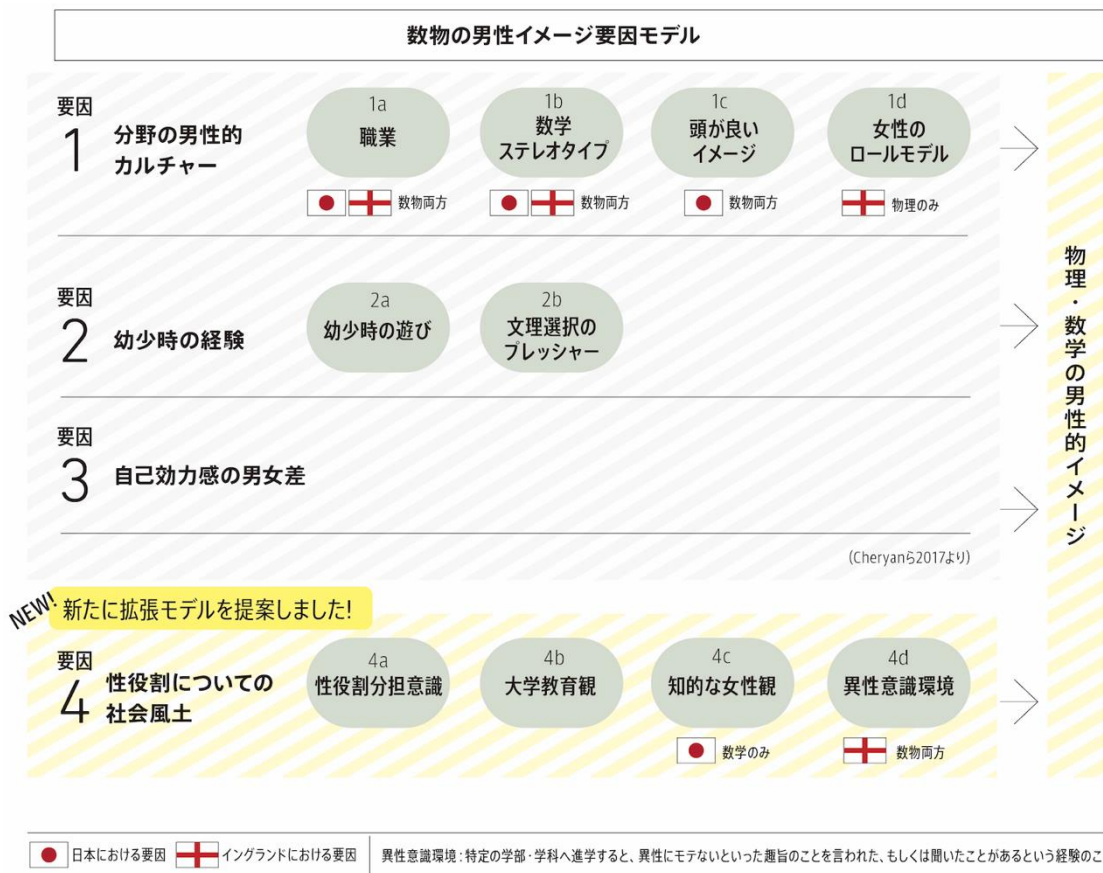 数物の男性イメージ要因モデル
要因
1
分野の男性的
カルチャー
1a
職業
数物両方
1b
数学
ステレオタイプ
数物両方
1c
頭が良い
イメージ
数物両方
1d
女性の
ロールモデル
物理のみ
要因
2
幼少時の経験
2a
幼少時の遊び
2b
文理選択の
プレッシャー
要因
3
自己効力感の男女差
(Cheryanら2017より)
物理・数学の男性的イメージ
NEW!
新たに拡張モデルを提案しました!
要因
4
性役割についての
社会風土
4a
性役割分担意識
4b
大学教育観
4c
知的な女性観
数学のみ
4d
異性意識環境
数物両方
日本における要因
イングランドにおける要因
異性意識環境：特定の学部・学科へ進学すると、異性にモテないといった趣旨のことを言われた、もしくは聞いたことがあるという経験のこ